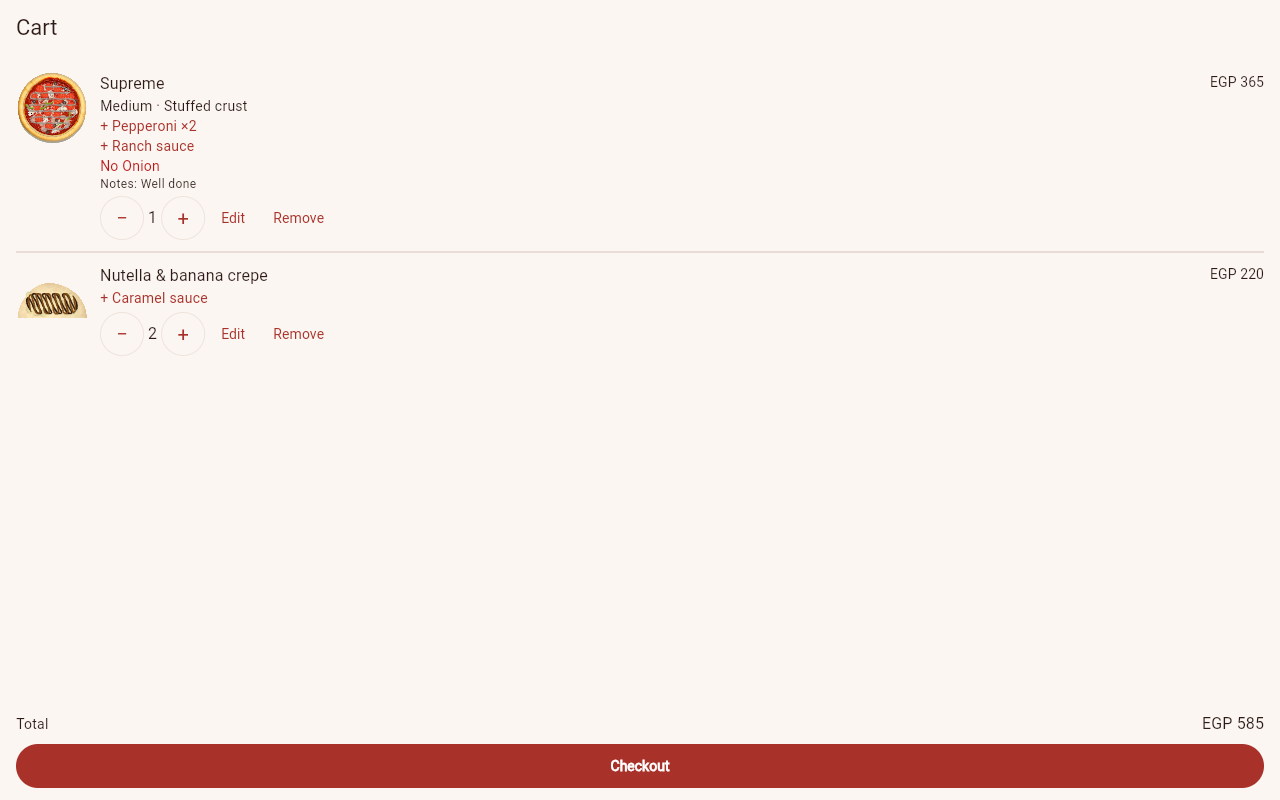 Cart
Supreme
EGP 365
Medium · Stuffed crust
+ Pepperoni ×2
+ Ranch sauce
No Onion
Notes: Well done
− 1 + Edit Remove
Nutella & banana crepe
EGP 220
+ Caramel sauce
− 2 + Edit Remove
Total
EGP 585
Checkout